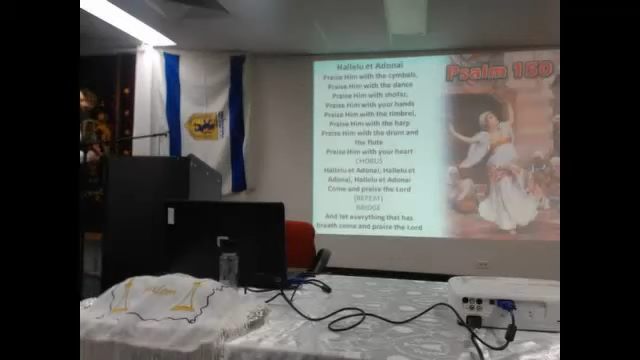 Hallelu et Adonai
Praise Him with the cymbals,
Praise Him with the dance
Praise Him with shofar,
Praise Him with your hands
Praise Him with the timbrel,
Praise Him with the harp
Praise Him with the drum and
the flute
Praise Him with your heart
CHORUS
Hallelu et Adonai, Hallelu et
Adonai, Hallelu et Adonai
Come and praise the Lord
(REPEAT)
BRIDGE
And let everything that has
breath come and praise the Lord
Psalm 150